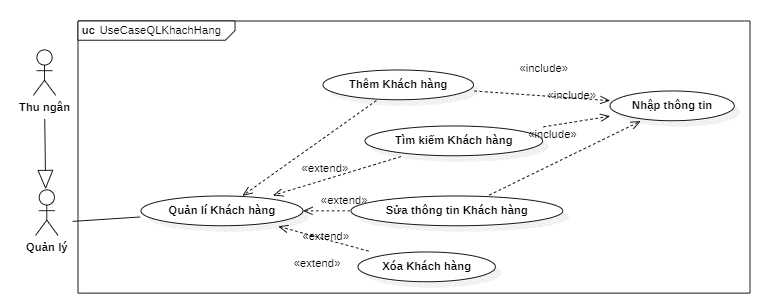 uc UseCaseQLKhachHang
Thu ngân
Quản lý
Thêm Khách hàng
«include»
«include»
Nhập thông tin
Tìm kiếm Khách hàng
«include»
«extend»
Quản lí Khách hàng
«extend»
Sửa thông tin Khách hàng
«extend»
«extend»
Xóa Khách hàng